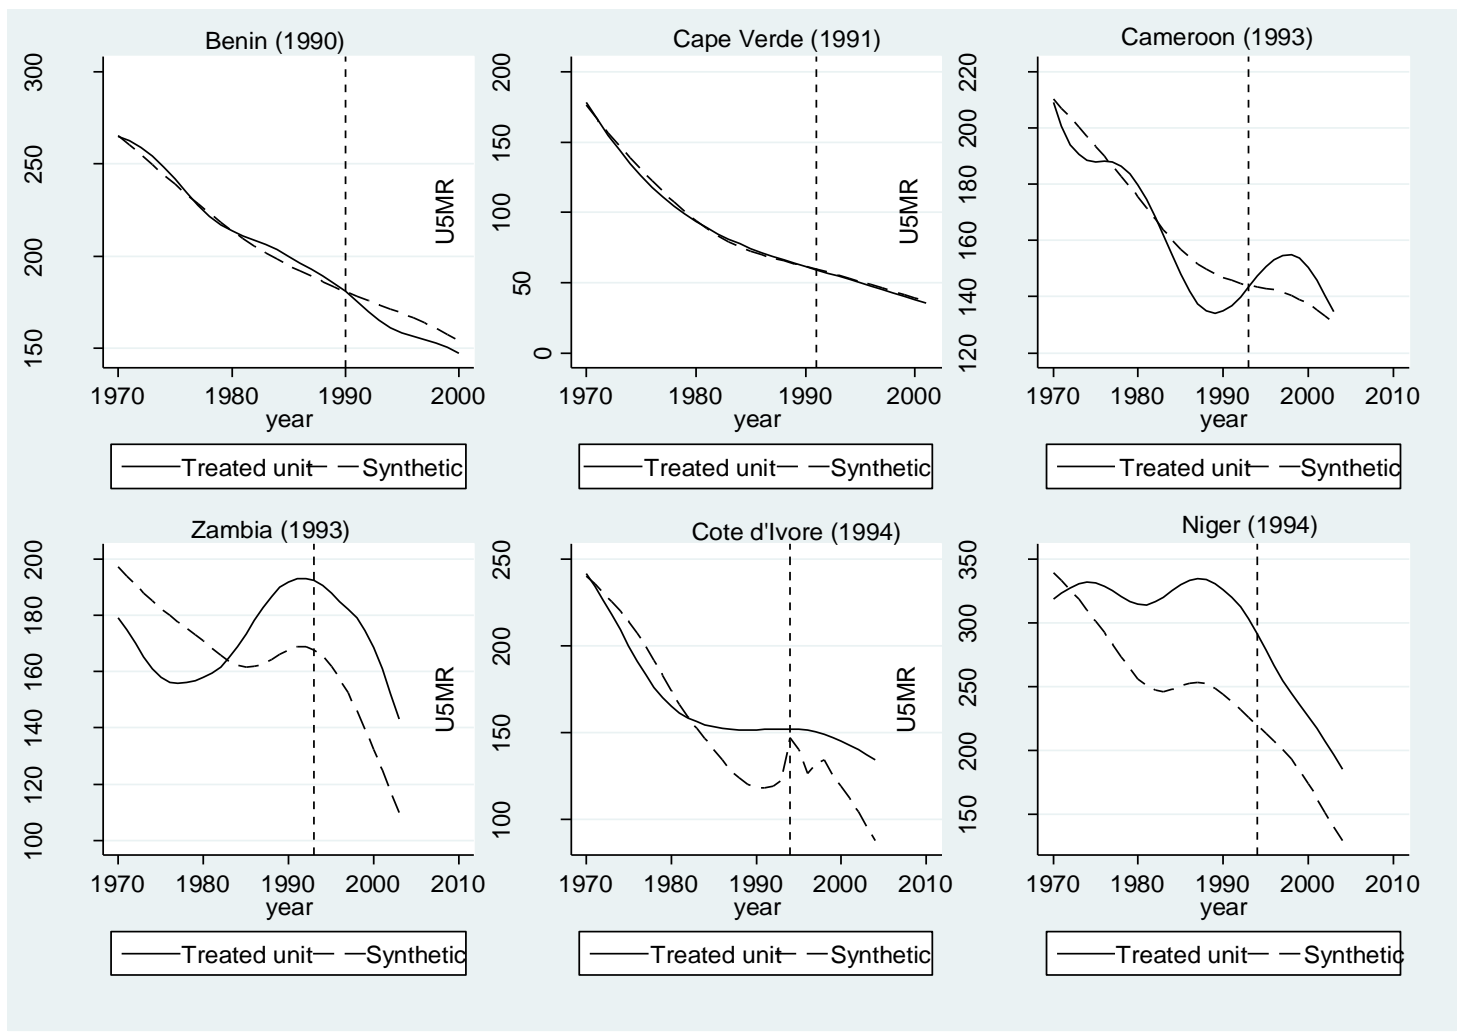 Benin (1990)
300
250
200
150
1970 1980 1990 2000
year
Treated unit Synthetic
Cape Verde (1991)
U5MR
200
150
100
50
0
1970 1980 1990 2000
year
Treated unit Synthetic
Cameroon (1993)
U5MR
220
200
180
160
140
120
1970 1980 1990 2000 2010
year
Treated unit Synthetic
Zambia (1993)
200
180
160
140
120
100
1970 1980 1990 2000 2010
year
Treated unit Synthetic
Cote d'Ivore (1994)
U5MR
250
200
150
100
1970 1980 1990 2000 2010
year
Treated unit Synthetic
Niger (1994)
U5MR
350
300
250
200
150
1970 1980 1990 2000 2010
year
Treated unit Synthetic